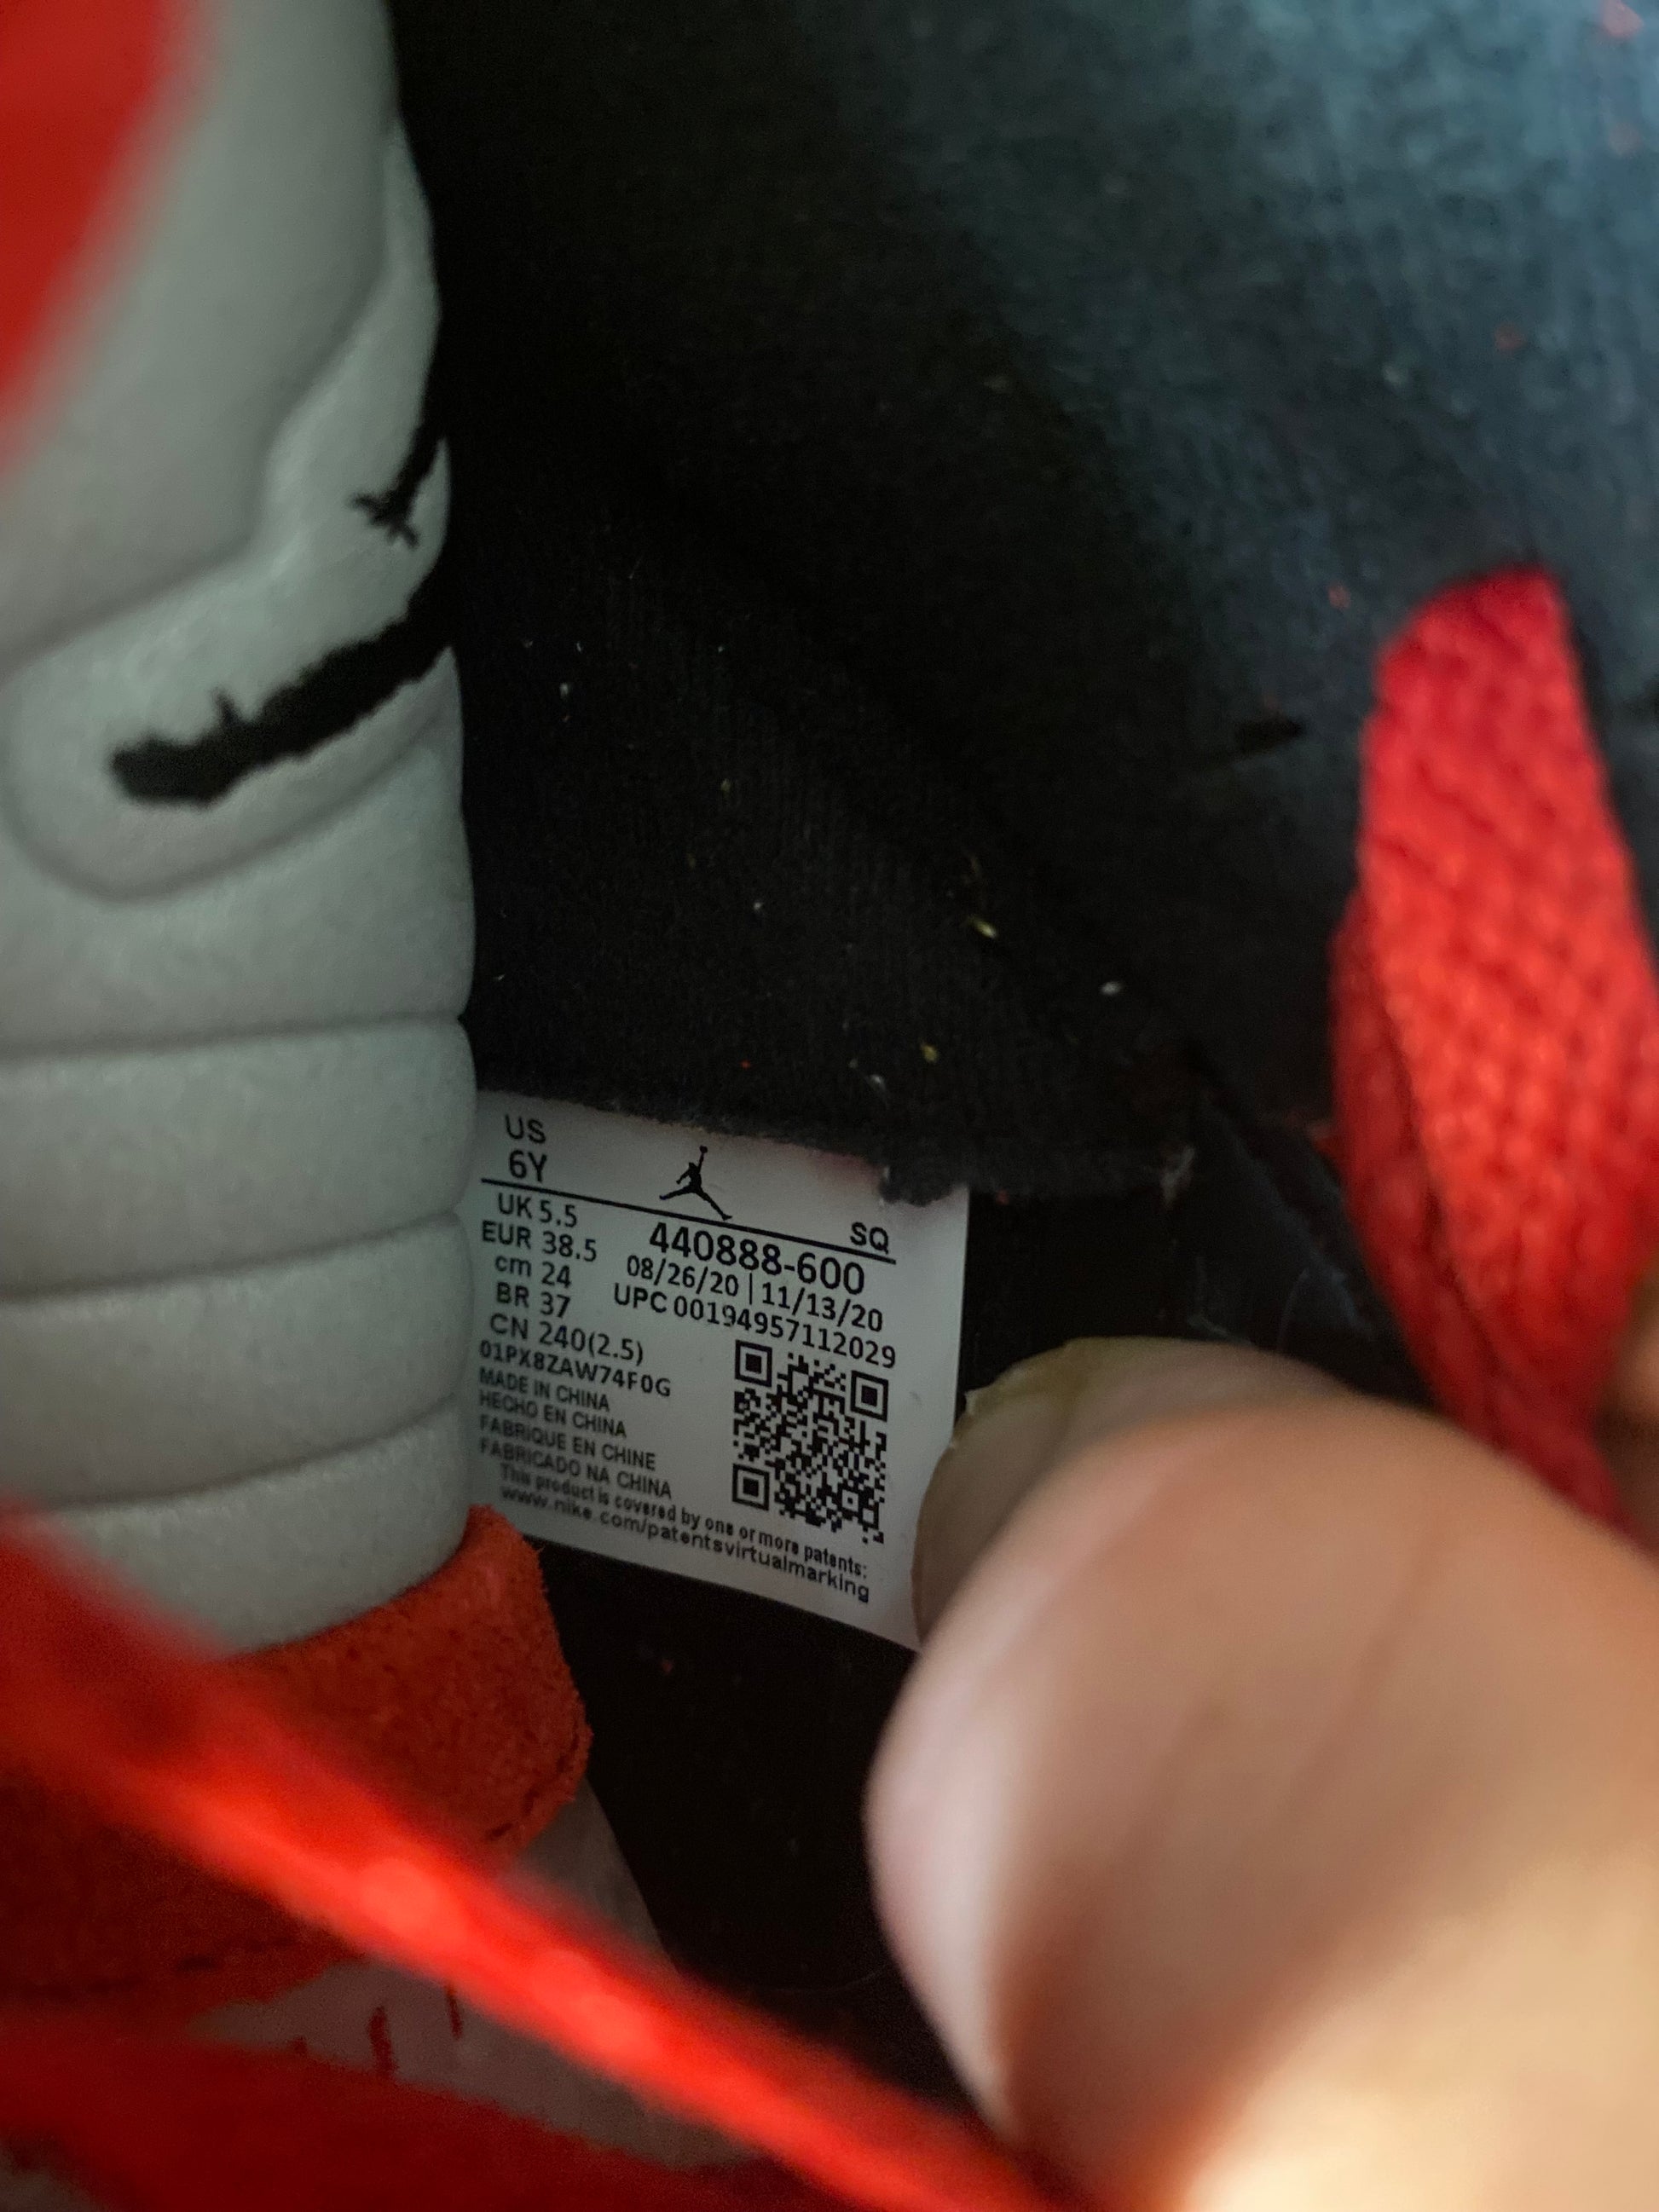 US
6Y
SQ
UK 5.5
EUR 38.5
cm 24
BR 37
CN 240(2.5)
440888-600
08/26/20 | 11/13/20
UPC 00194957112029
01PX8ZAW74F0G
MADE IN CHINA
HECHO EN CHINA
FABRIQUE EN CHINE
FABRICADO NA CHINA
This product is covered by one or more patents:
www.nike.com/patentsvirtualmarking